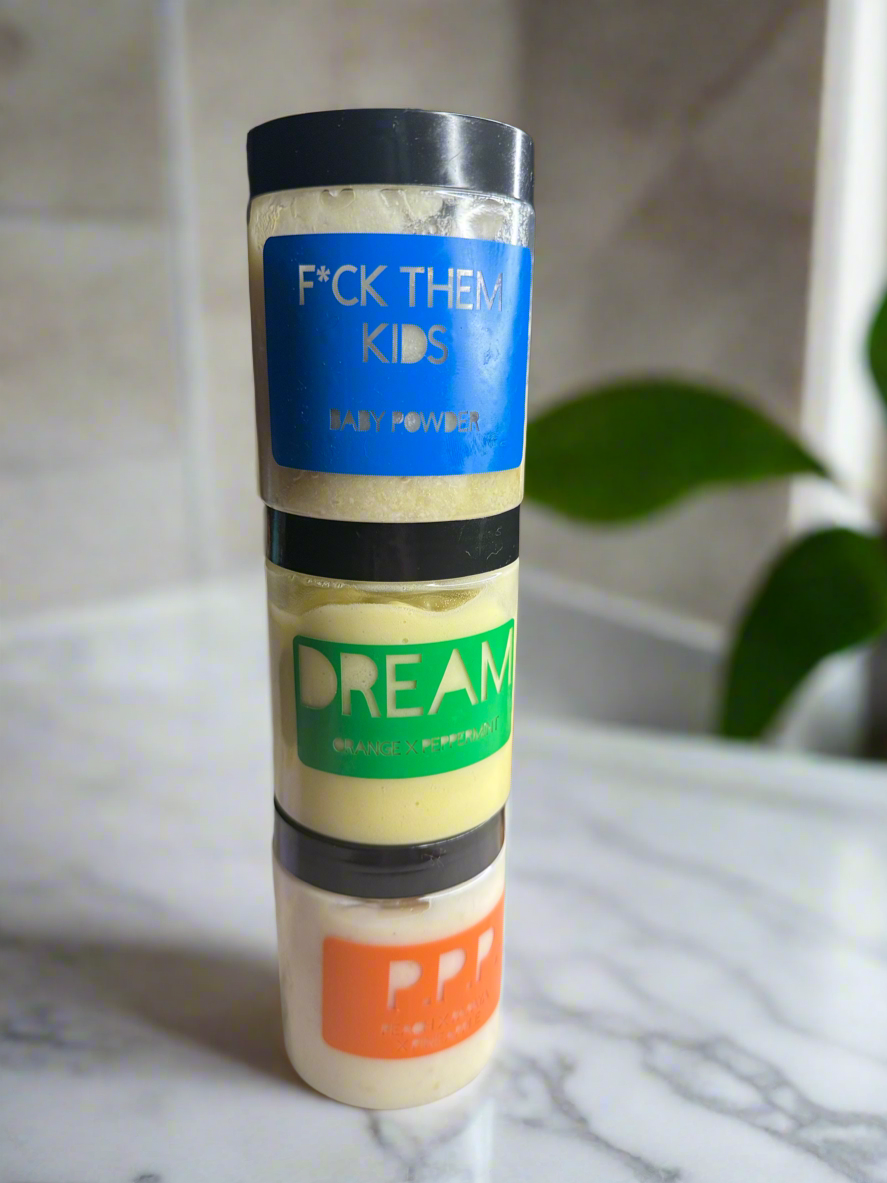 F*CK THEM
KIDS
BABY POWDER
DREAM
ORANGE X PEPPERMINT
P.P.P.